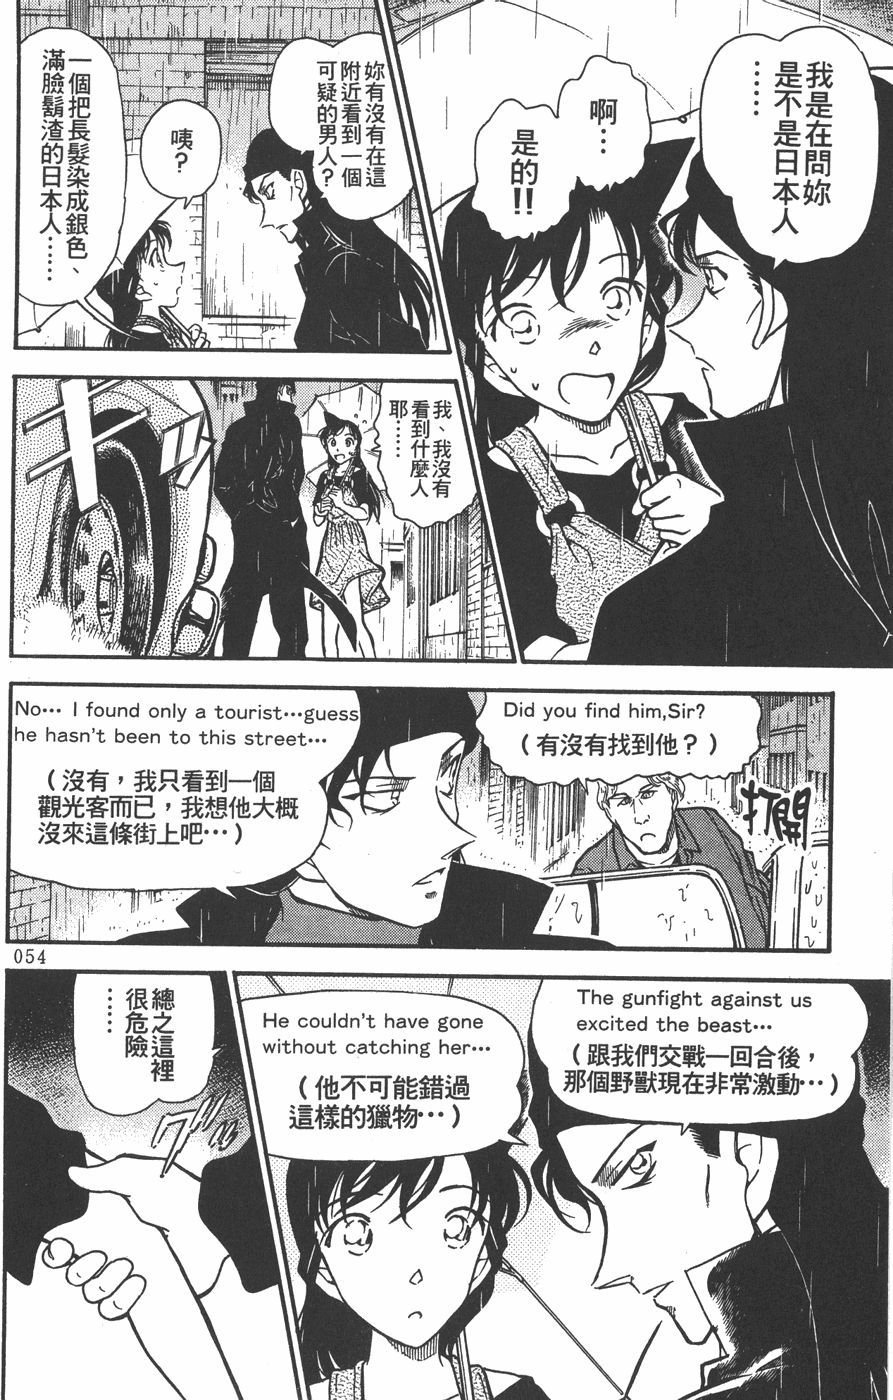 我是在問妳
是不是日本人
……
啊…
是的!!
妳有沒有在這
附近看到一個
可疑的男人？
咦？
一個把長髮染成銀色、
滿臉鬍渣的日本人……
我、我沒有
看到什麼人
耶……
Did you find him,Sir?
（有沒有找到他？）
打開
No… I found only a tourist…guess
he hasn't been to this street…
（沒有，我只看到一個
觀光客而已，我想他大概
沒來這條街上吧…）
054
The gunfight against us
excited the beast…
（跟我們交戰一回合後，
那個野獸現在非常激動…）
He couldn't have gone
without catching her…
（他不可能錯過
這樣的獵物…）
總之這裡
很危險
……
グッ